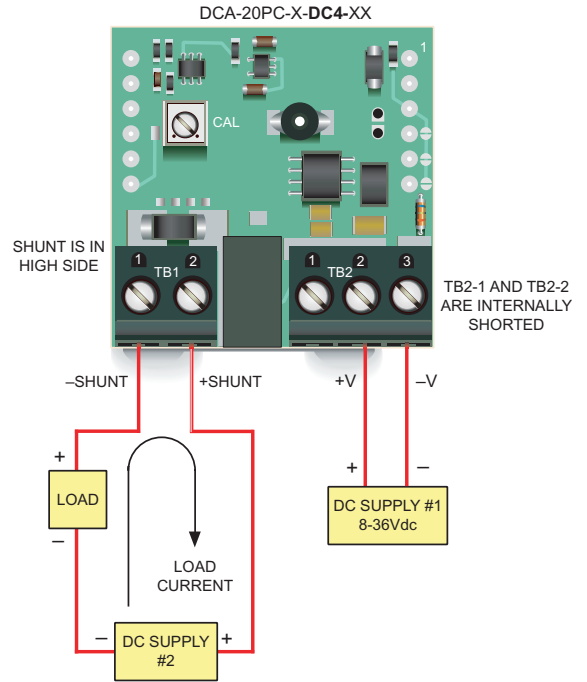 DCA-20PC-X-DC4-XX
1
CAL
SHUNT IS IN
HIGH SIDE
1 2
TB1
1 2 3
TB2
TB2-1 AND TB2-2
ARE INTERNALLY
SHORTED
–SHUNT +SHUNT +V –V
+ + –
LOAD
DC SUPPLY #1
8-36Vdc
–
LOAD
CURRENT
– +
DC SUPPLY
#2